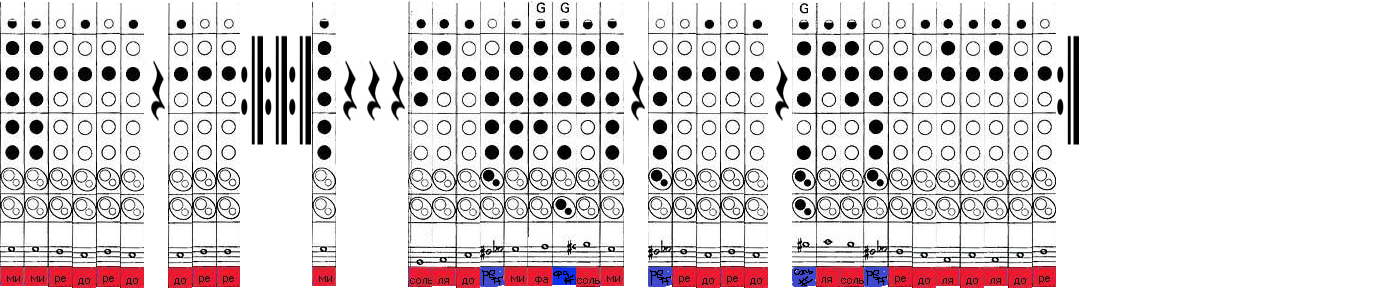 G G G
ми ми ре до ре до до ре ре ми соль ля до ре# ми фа фа# соль ми ре# ре до ре до соль# ля соль ре# ре до ля до ля до ре